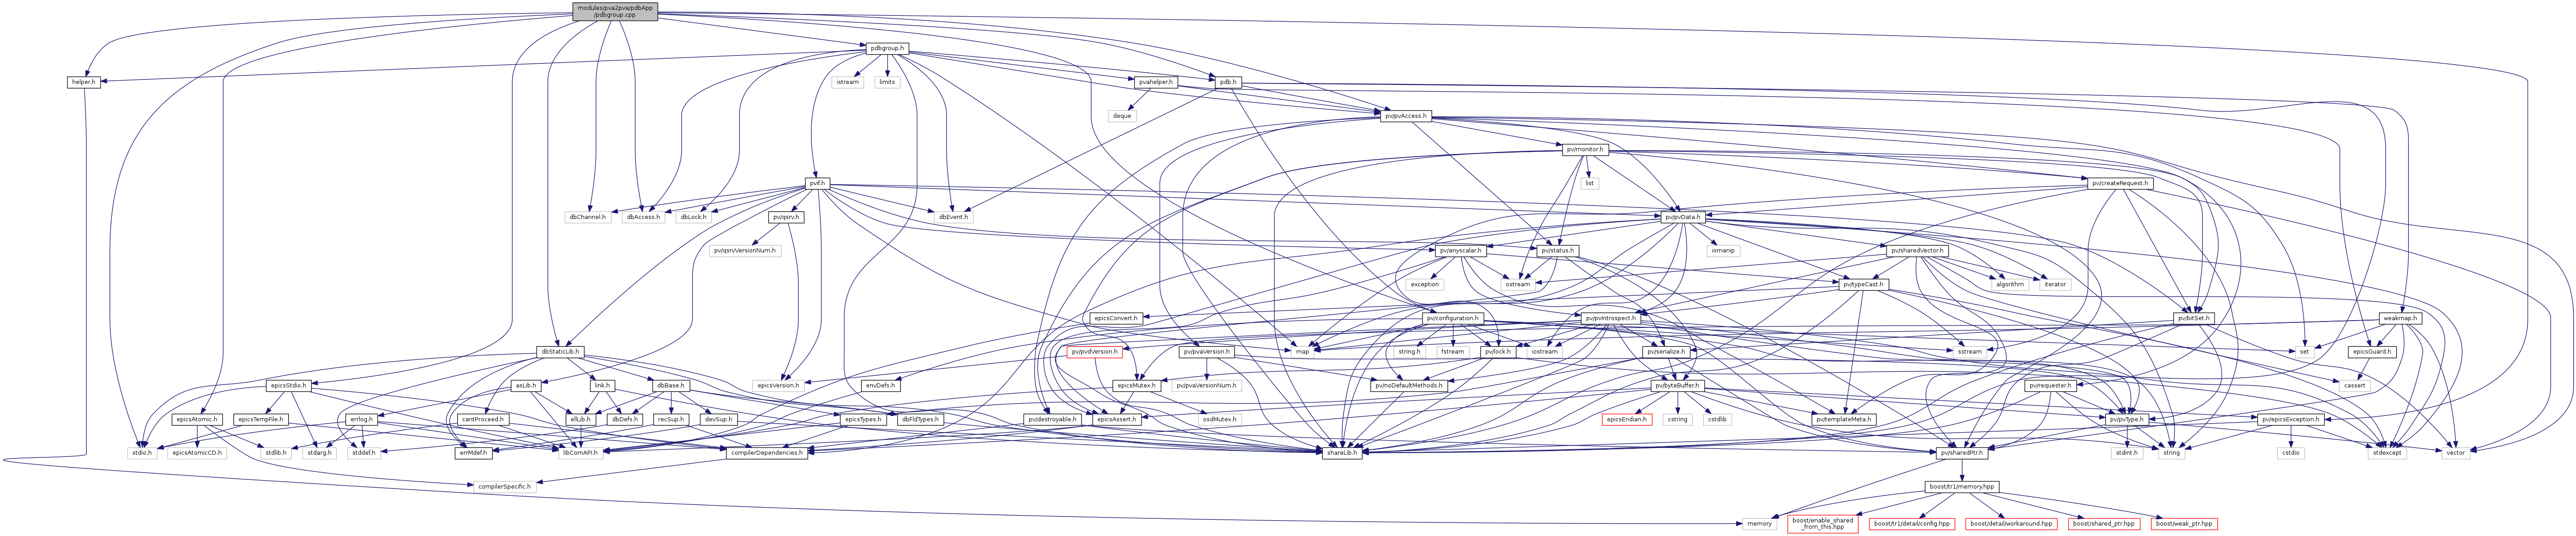 modules/pva2pva/pdbApp
/pdbgroup.cpp
pdbgroup.h
helper.h
istream
limits
pvahelper.h
pdb.h
deque
pv/pvAccess.h
pv/monitor.h
pvif.h
list
pv/createRequest.h
dbChannel.h
dbAccess.h
dbLock.h
pv/qsrv.h
dbEvent.h
pv/pvData.h
pv/qsrvVersionNum.h
pv/anyscalar.h
pv/status.h
iomanip
pv/sharedVector.h
exception
ostream
pv/typeCast.h
algorithm
iterator
epicsConvert.h
pv/configuration.h
pv/pvIntrospect.h
pv/bitSet.h
weakmap.h
dbStaticLib.h
pv/pvdVersion.h
map
pv/pvaVersion.h
string.h
fstream
iostream
pv/lock.h
pv/serialize.h
sstream
set
epicsGuard.h
epicsStdio.h
asLib.h
link.h
dbBase.h
epicsVersion.h
envDefs.h
epicsMutex.h
pv/pvaVersionNum.h
pv/noDefaultMethods.h
pv/byteBuffer.h
pv/requester.h
cassert
epicsAtomic.h
epicsTempFile.h
errlog.h
cantProceed.h
ellLib.h
dbDefs.h
recSup.h
devSup.h
epicsTypes.h
dbFldTypes.h
pv/destroyable.h
epicsAssert.h
osdMutex.h
epicsEndian.h
cstring
cstdlib
pv/templateMeta.h
pv/pvType.h
pv/epicsException.h
stdio.h
epicsAtomicCD.h
stdlib.h
stdarg.h
stddef.h
errMdef.h
libComAPI.h
compilerDependencies.h
shareLib.h
pv/sharedPtr.h
stdint.h
string
cstdio
stdexcept
vector
compilerSpecific.h
boost/tr1/memory.hpp
memory
boost/enable_shared
_from_this.hpp
boost/tr1/detail/config.hpp
boost/detail/workaround.hpp
boost/shared_ptr.hpp
boost/weak_ptr.hpp